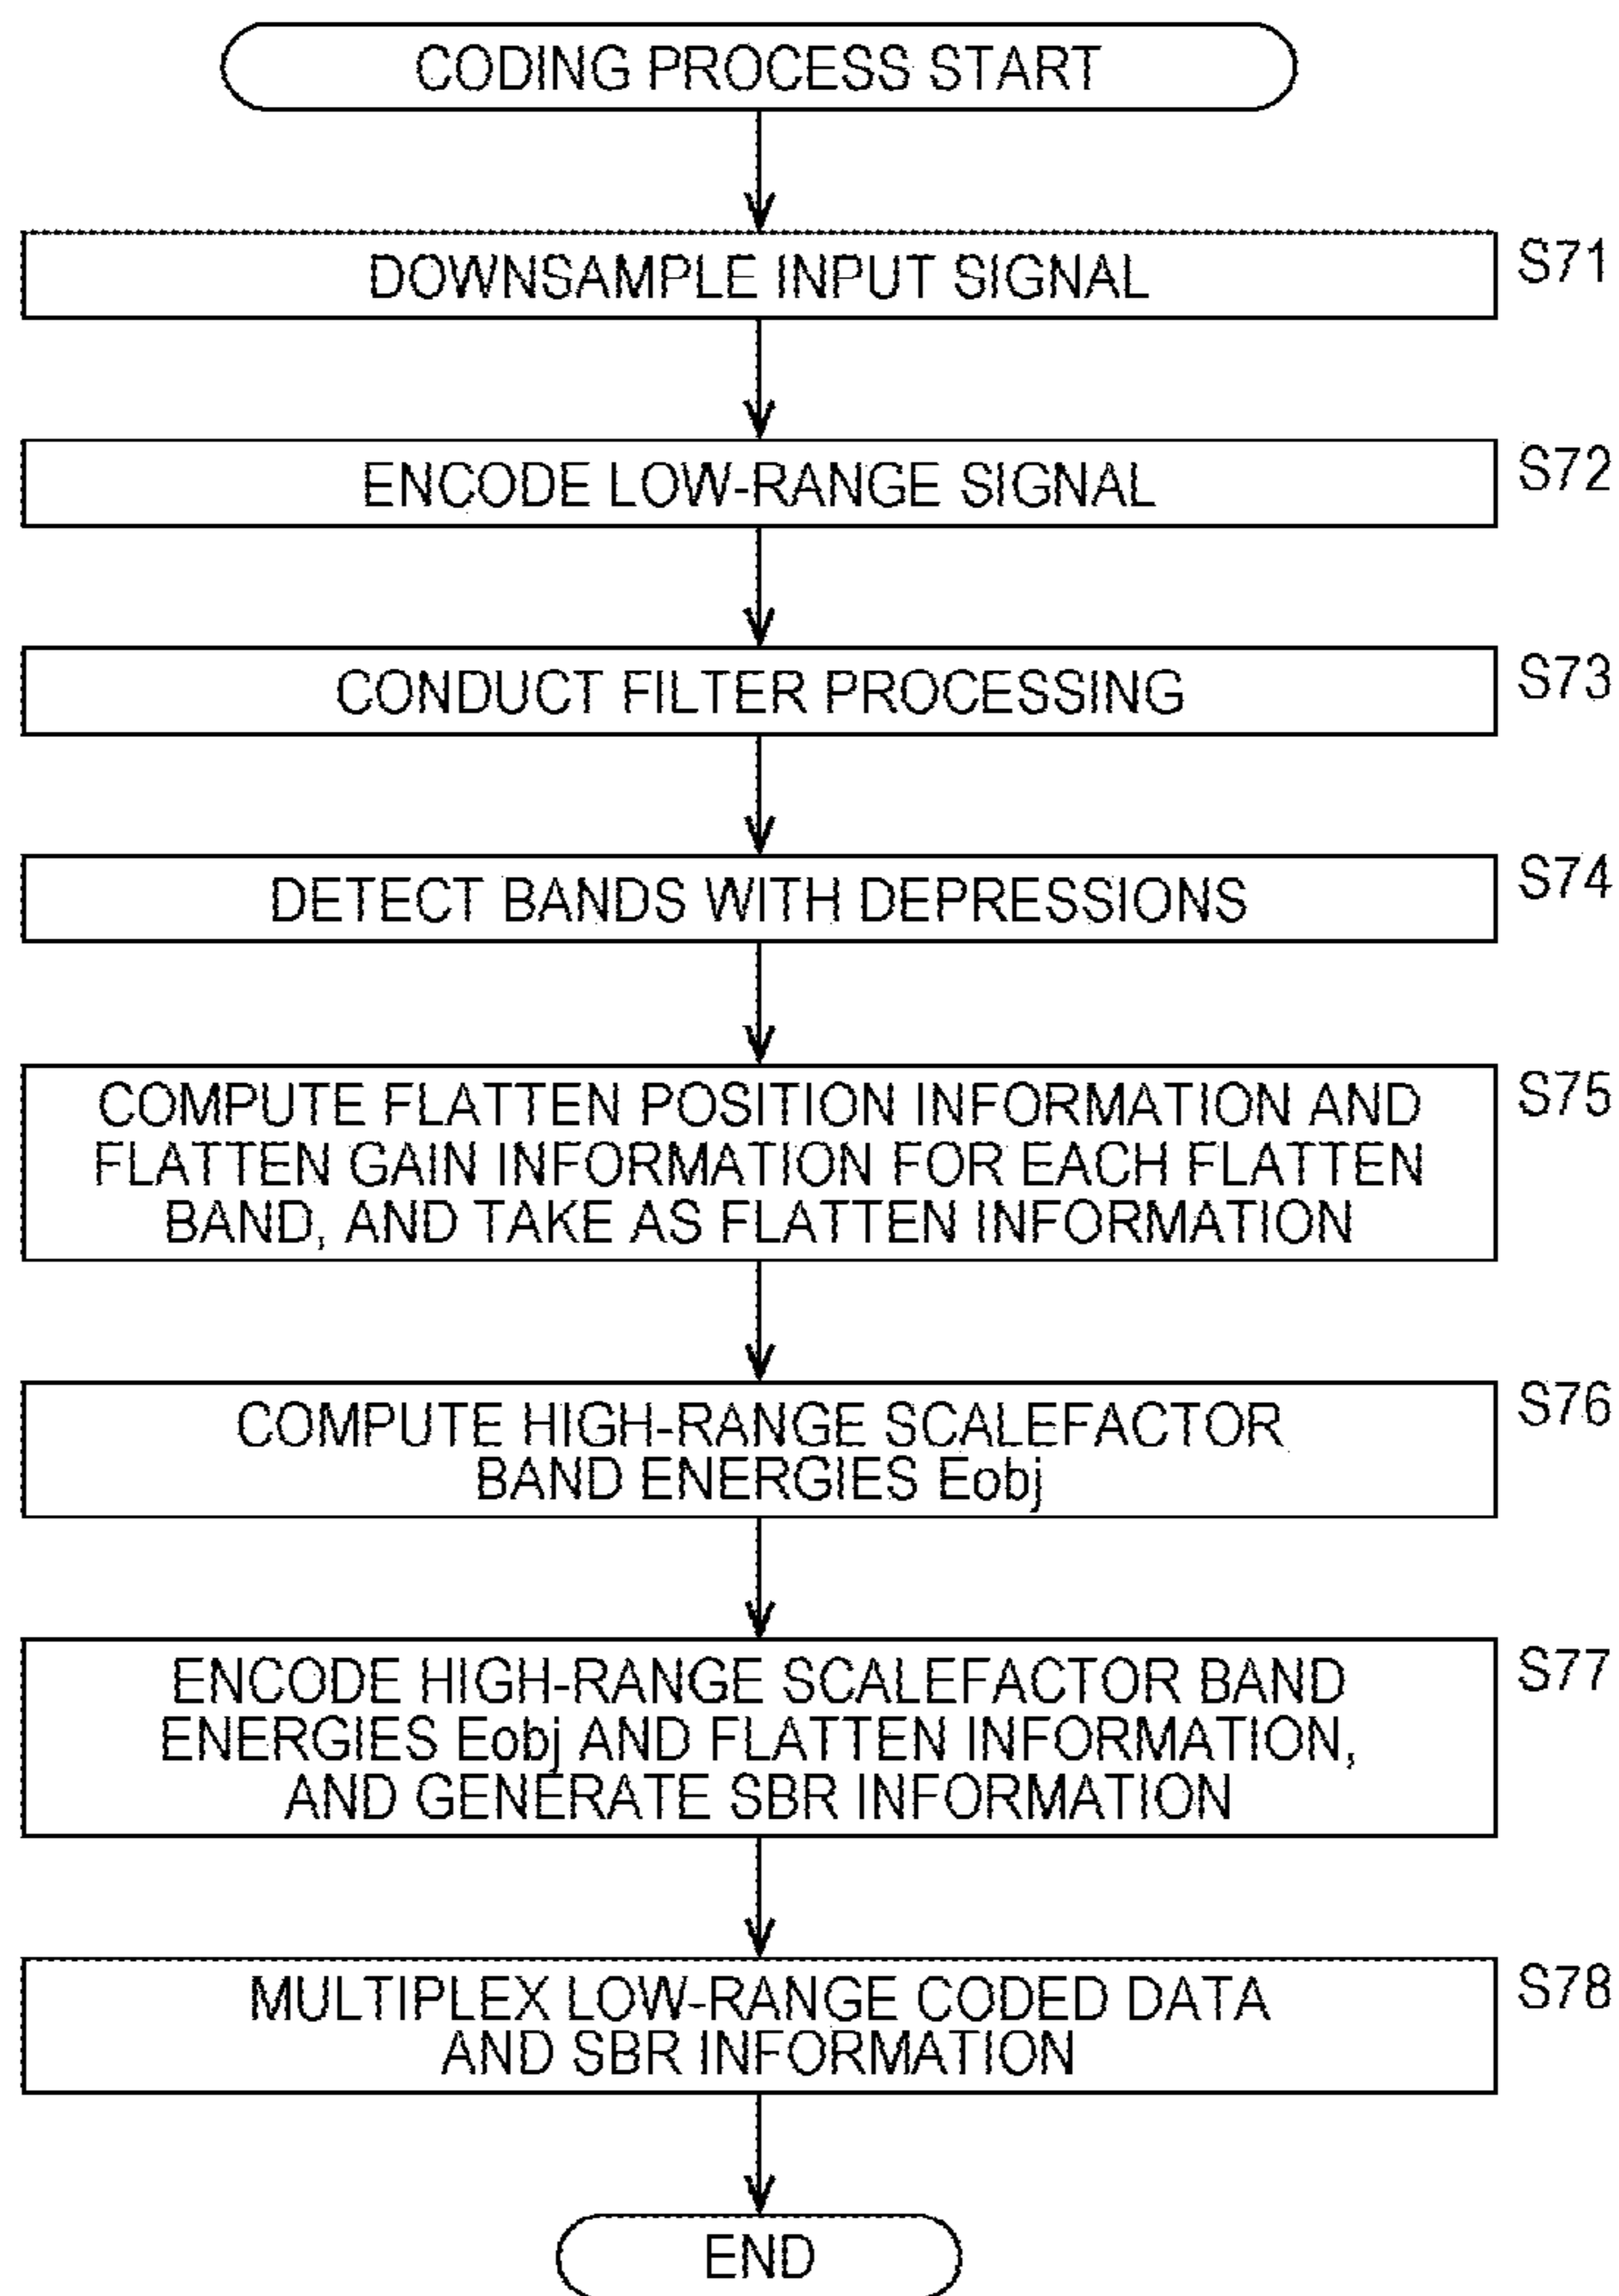 CODING PROCESS START
DOWNSAMPLE INPUT SIGNAL
S71
ENCODE LOW-RANGE SIGNAL
S72
CONDUCT FILTER PROCESSING
S73
DETECT BANDS WITH DEPRESSIONS
S74
COMPUTE FLATTEN POSITION INFORMATION AND
FLATTEN GAIN INFORMATION FOR EACH FLATTEN
BAND, AND TAKE AS FLATTEN INFORMATION
S75
COMPUTE HIGH-RANGE SCALEFACTOR
BAND ENERGIES Eobj
S76
ENCODE HIGH-RANGE SCALEFACTOR BAND
ENERGIES Eobj AND FLATTEN INFORMATION,
AND GENERATE SBR INFORMATION
S77
MULTIPLEX LOW-RANGE CODED DATA
AND SBR INFORMATION
S78
END